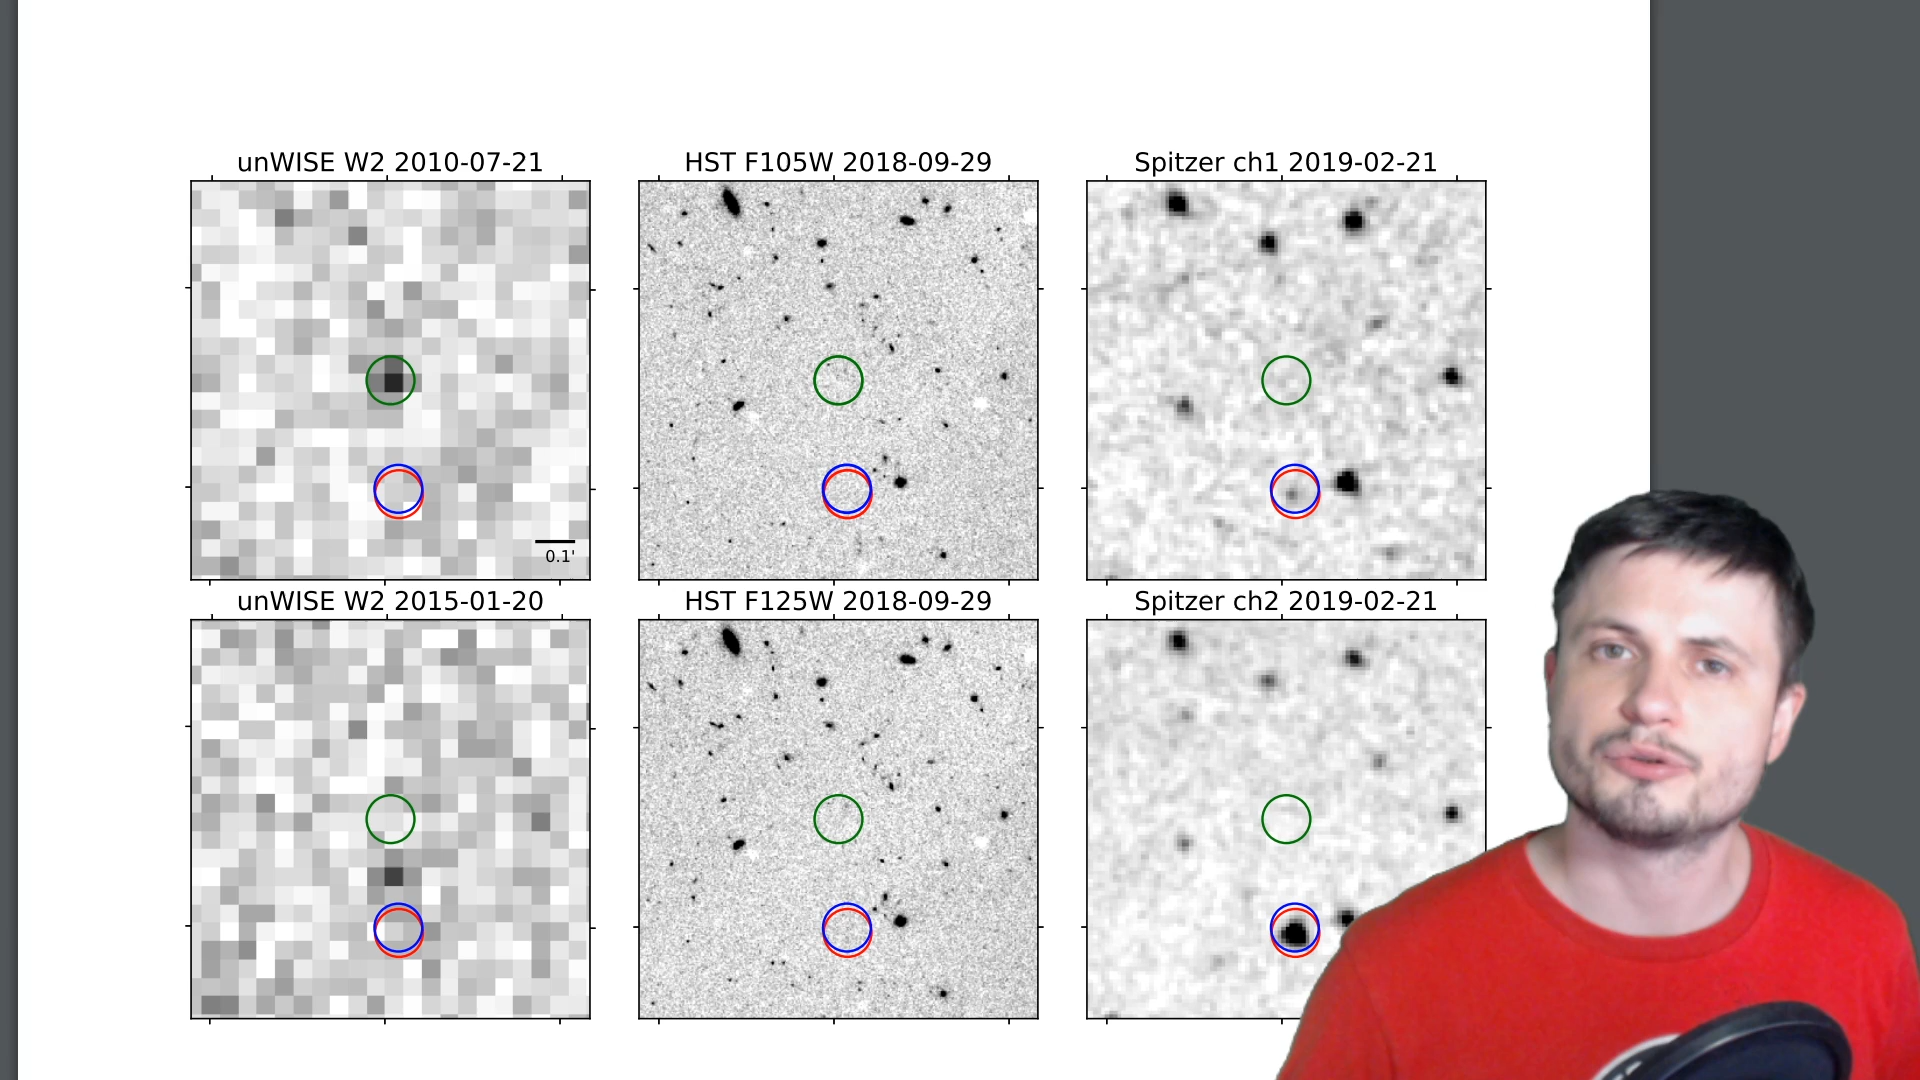 unWISE W2 2010-07-21
HST F105W 2018-09-29
Spitzer ch1 2019-02-21
0.1'
unWISE W2 2015-01-20
HST F125W 2018-09-29
Spitzer ch2 2019-02-21